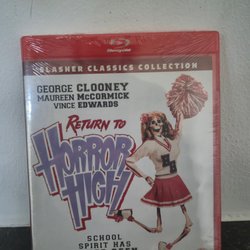 SLASHER CLASSICS COLLECTION
GEORGE CLOONEY
MAUREEN McCORMICK
VINCE EDWARDS
RETURN TO
HORROR
HIGH
SCHOOL
SPIRIT HAS